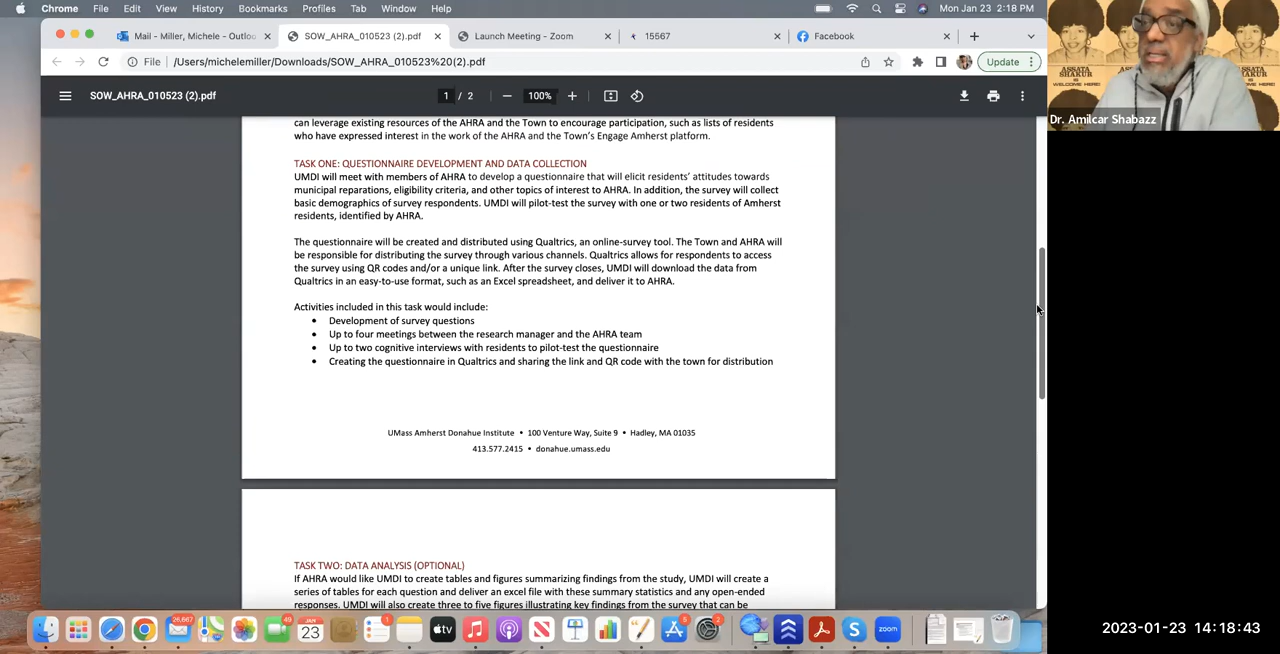 Chrome File Edit View History Bookmarks Profiles Tab Window Help Mon Jan 23 2:18 PM
Mail - Miller, Michele - Outloo SOW_AHRA_010523 (2).pdf Launch Meeting - Zoom 15567 Facebook
File /Users/michelemiller/Downloads/SOW_AHRA_010523%20(2).pdf Update
SOW_AHRA_010523 (2).pdf 1 / 2 100%
can leverage existing resources of the AHRA and the Town to encourage participation, such as lists of residents
who have expressed interest in the work of the AHRA and the Town's Engage Amherst platform.
TASK ONE: QUESTIONNAIRE DEVELOPMENT AND DATA COLLECTION
UMDI will meet with members of AHRA to develop a questionnaire that will elicit residents' attitudes towards
municipal reparations, eligibility criteria, and other topics of interest to AHRA. In addition, the survey will collect
basic demographics of survey respondents. UMDI will pilot-test the survey with one or two residents of Amherst
residents, identified by AHRA.
The questionnaire will be created and distributed using Qualtrics, an online-survey tool. The Town and AHRA will
be responsible for distributing the survey through various channels. Qualtrics allows for respondents to access
the survey using QR codes and/or a unique link. After the survey closes, UMDI will download the data from
Qualtrics in an easy-to-use format, such as an Excel spreadsheet, and deliver it to AHRA.
Activities included in this task would include:
• Development of survey questions
• Up to four meetings between the research manager and the AHRA team
• Up to two cognitive interviews with residents to pilot-test the questionnaire
• Creating the questionnaire in Qualtrics and sharing the link and QR code with the town for distribution
UMass Amherst Donahue Institute • 100 Venture Way, Suite 9 • Hadley, MA 01035
413.577.2415 • donahue.umass.edu
TASK TWO: DATA ANALYSIS (OPTIONAL)
If AHRA would like UMDI to create tables and figures summarizing findings from the study, UMDI will create a
series of tables for each question and deliver an excel file with these summary statistics and any open-ended
responses. UMDI will also create three to five figures illustrating key findings from the survey that can be
ASSATA
SHAKUR
WELCOME HERE!
Dr. Amilcar Shabazz
JAN
23
tv
zoom
2023-01-23 14:18:43